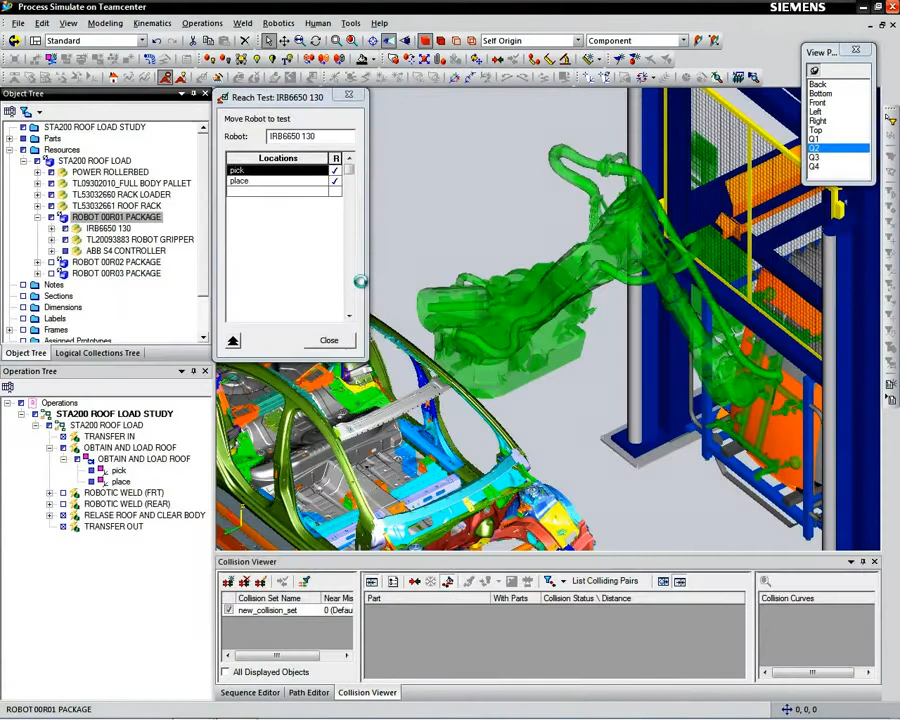 Process Simulate on Teamcenter
SIEMENS
File Edit View Modeling Kinematics Operations Weld Robotics Human Tools Help
Standard
Self Origin
Component
Object Tree
STA200 ROOF LOAD STUDY
Parts
Resources
STA200 ROOF LOAD
POWER ROLLERBED
TL09302010_FULL BODY PALLET
TL53032660 RACK LOADER
TL53032661 ROOF RACK
ROBOT 00R01 PACKAGE
IRB6650 130
TL20093883 ROBOT GRIPPER
ABB S4 CONTROLLER
ROBOT 00R02 PACKAGE
ROBOT 00R03 PACKAGE
Notes
Sections
Dimensions
Labels
Frames
Assigned Prototypes
Object Tree
Logical Collections Tree
Reach Test: IRB6650 130
Move Robot to test
Robot: IRB6650 130
Locations R
pick
place
Close
View P...
Back
Bottom
Front
Left
Right
Top
Q1
Q2
Q3
Q4
Operation Tree
Operations
STA200 ROOF LOAD STUDY
STA200 ROOF LOAD
TRANSFER IN
OBTAIN AND LOAD ROOF
OBTAIN AND LOAD ROOF
pick
place
ROBOTIC WELD (FRT)
ROBOTIC WELD (REAR)
RELASE ROOF AND CLEAR BODY
TRANSFER OUT
Collision Viewer
List Colliding Pairs
Collision Set Name Near Mis
new_collision_set 0 (Defau
All Displayed Objects
Part With Parts Collision Status \ Distance
Collision Curves
Sequence Editor Path Editor Collision Viewer
ROBOT 00R01 PACKAGE
0, 0, 0